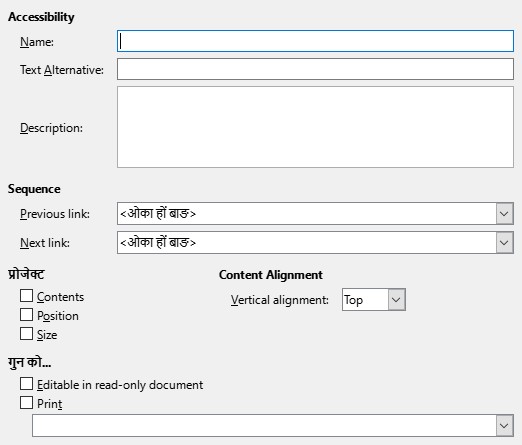 Accessibility
Name:
Text Alternative:
Description:
Sequence
Previous link: <ओका हों बाङ>
Next link: <ओका हों बाङ>
प्रोजेक्ट Content Alignment
Contents Vertical alignment: Top
Position
Size
गुन को...
Editable in read-only document
Print